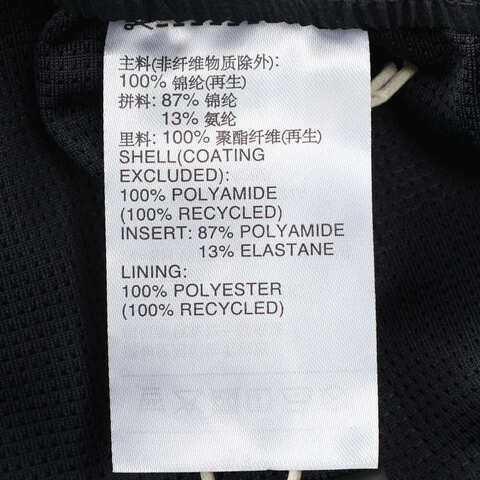 主料(非纤维物质除外):
100% 锦纶(再生)
拼料: 87% 锦纶
13% 氨纶
里料: 100% 聚酯纤维(再生)
SHELL(COATING
EXCLUDED):
100% POLYAMIDE
(100% RECYCLED)
INSERT: 87% POLYAMIDE
13% ELASTANE
LINING:
100% POLYESTER
(100% RECYCLED)